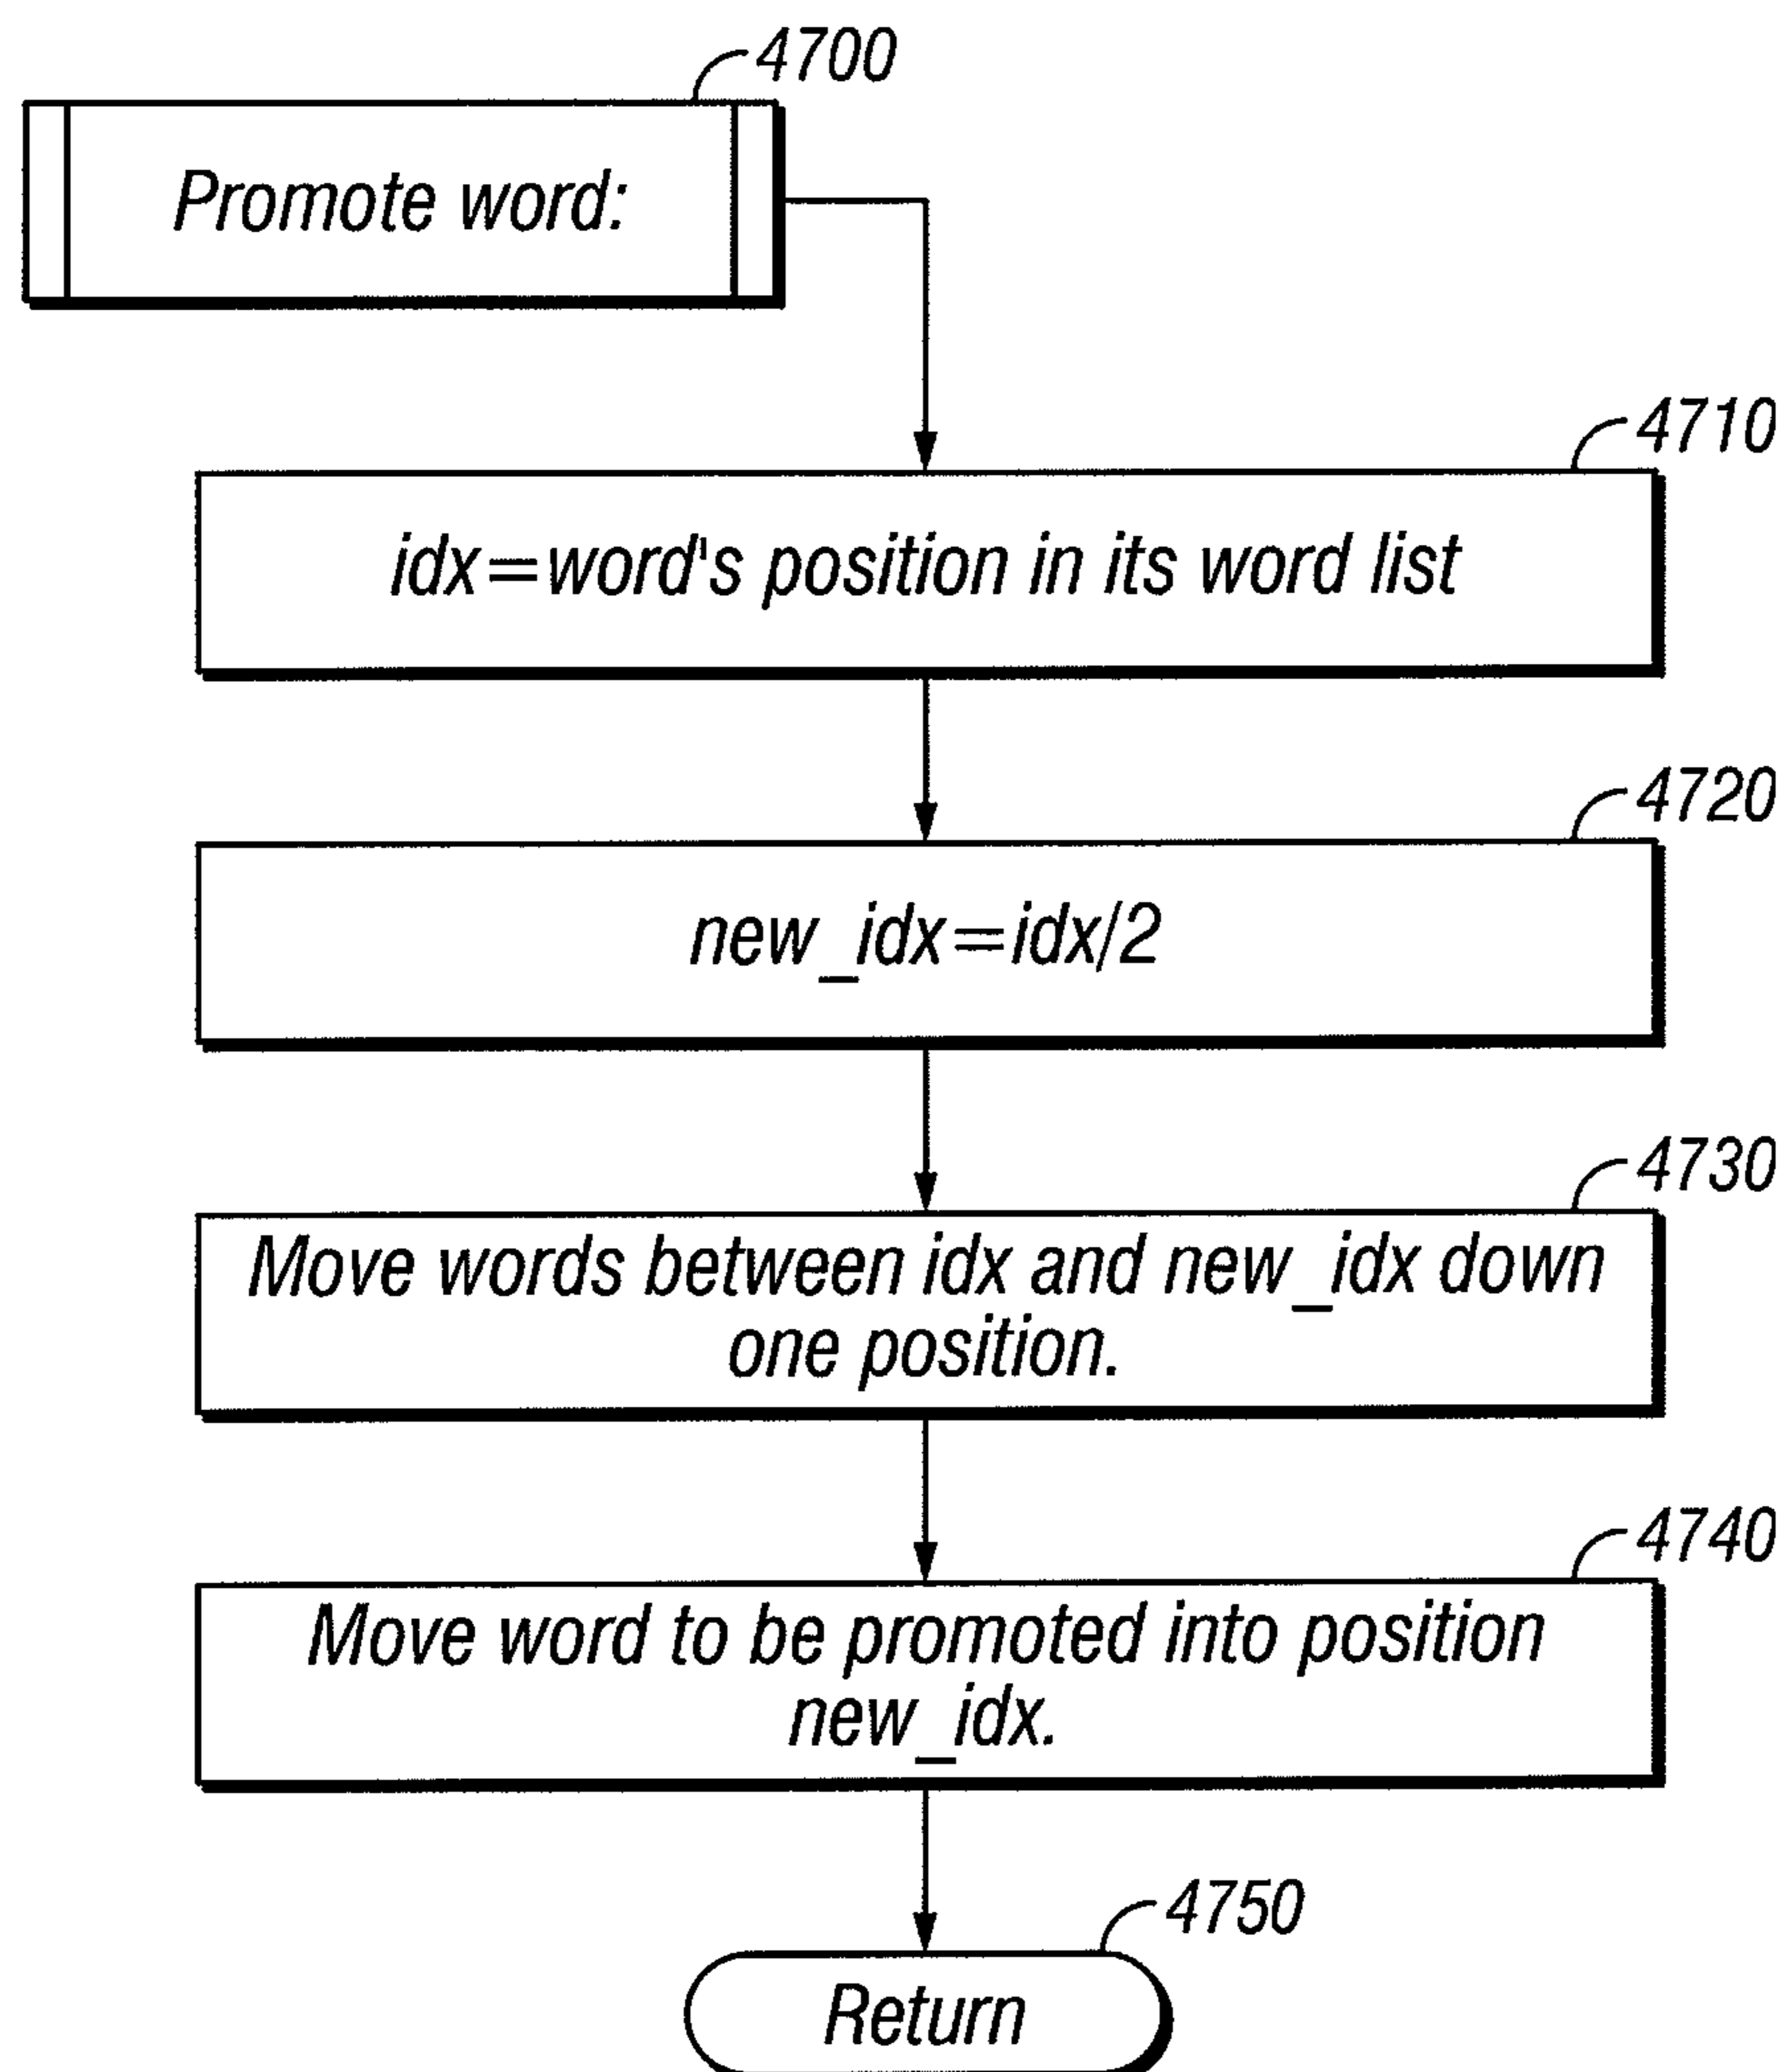 4700
Promote word:
4710
idx=word's position in its word list
4720
new_idx=idx/2
4730
Move words between idx and new_idx down
one position.
4740
Move word to be promoted into position
new_idx.
4750
Return